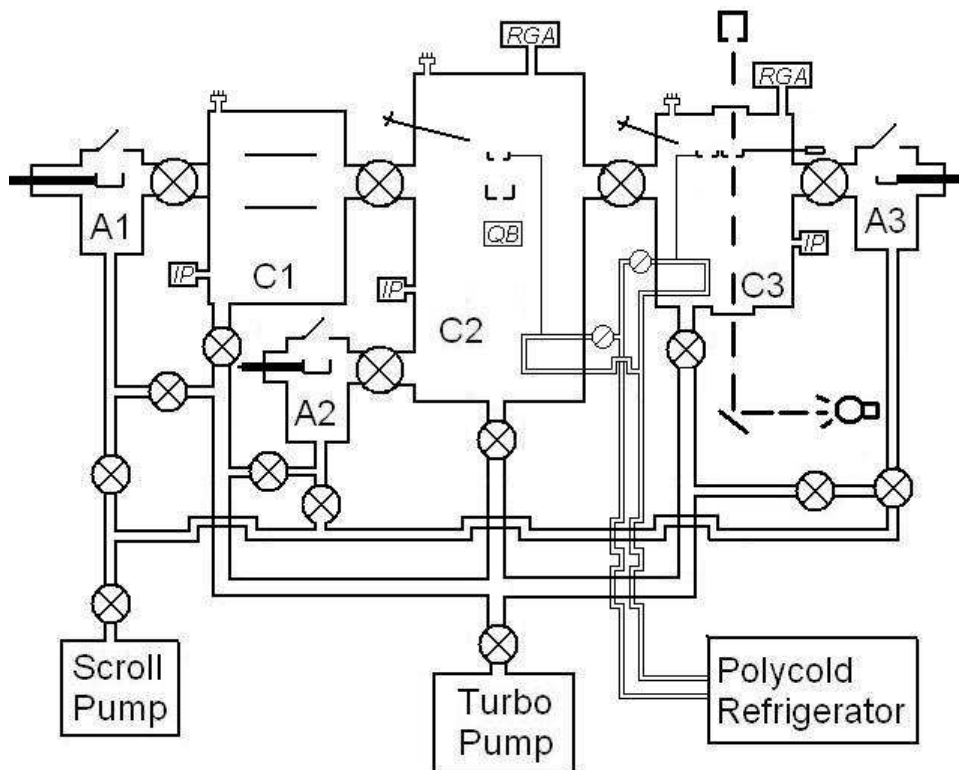 RGA
RGA
A1
A3
QB
IP
IP
IP
C1
C2
C3
A2
Scroll
Pump
Turbo
Pump
Polycold
Refrigerator